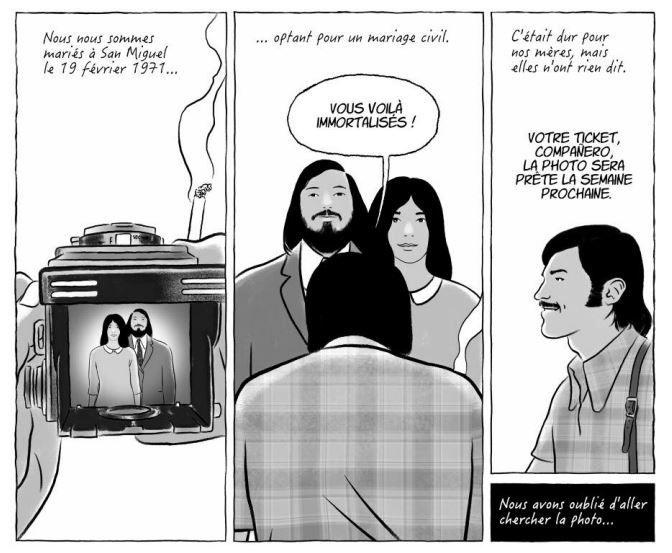 Nous nous sommes
mariés à San Miguel
le 19 février 1971...
... optant pour un mariage civil.
VOUS VOILÀ
IMMORTALISÉS !
C'était dur pour
nos mères, mais
elles n'ont rien dit.
VOTRE TICKET,
COMPAÑERO,
LA PHOTO SERA
PRÊTE LA SEMAINE
PROCHAINE.
Nous avons oublié d'aller
chercher la photo...